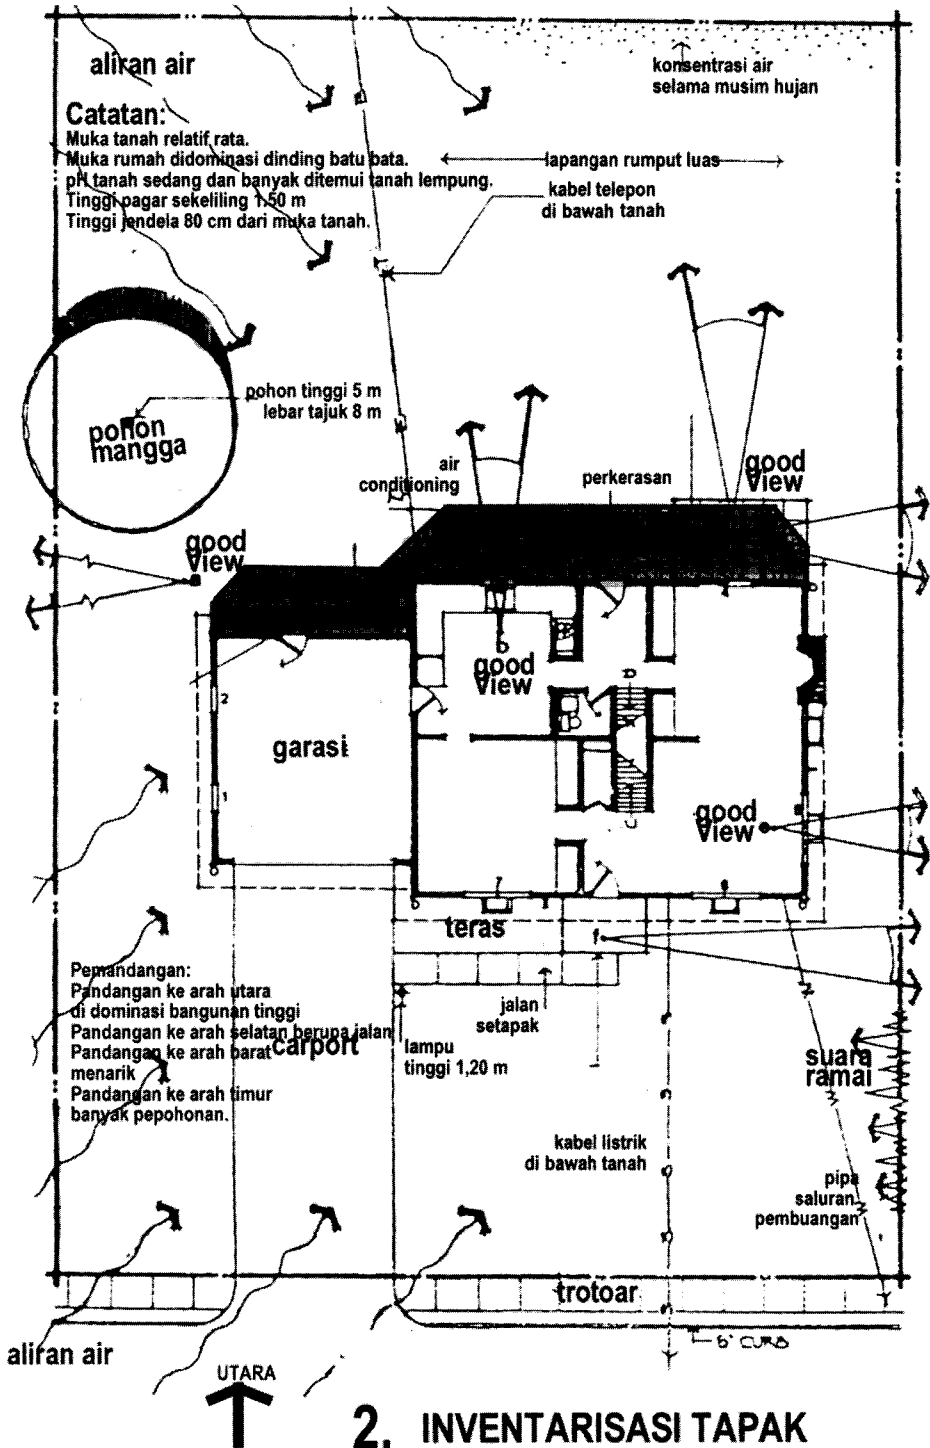 aliran air
konsentrasi air
selama musim hujan
Catatan:
Muka tanah relatif rata.
Muka rumah didominasi dinding batu bata.
pH tanah sedang dan banyak ditemui tanah lempung.
Tinggi pagar sekeliling 1.50 m
Tinggi jendela 80 cm dari muka tanah.
lapangan rumput luas
kabel telepon
di bawah tanah
pohon tinggi 5 m
lebar tajuk 8 m
pohon
mangga
air
conditioning
perkerasan
good
View
good
View
good
View
2
garasi
1
good
View
7
8
teras
f
jalan
setapak
Pemandangan:
Pandangan ke arah utara
di dominasi bangunan tinggi
Pandangan ke arah selatan berupa jalan
Pandangan ke arah barat
menarik
Pandangan ke arah timur
banyak pepohonan.
carport
lampu
tinggi 1,20 m
suara
ramai
kabel listrik
di bawah tanah
pipa
saluran
pembuangan
trotoar
6" CURB
aliran air
UTARA
2. INVENTARISASI TAPAK